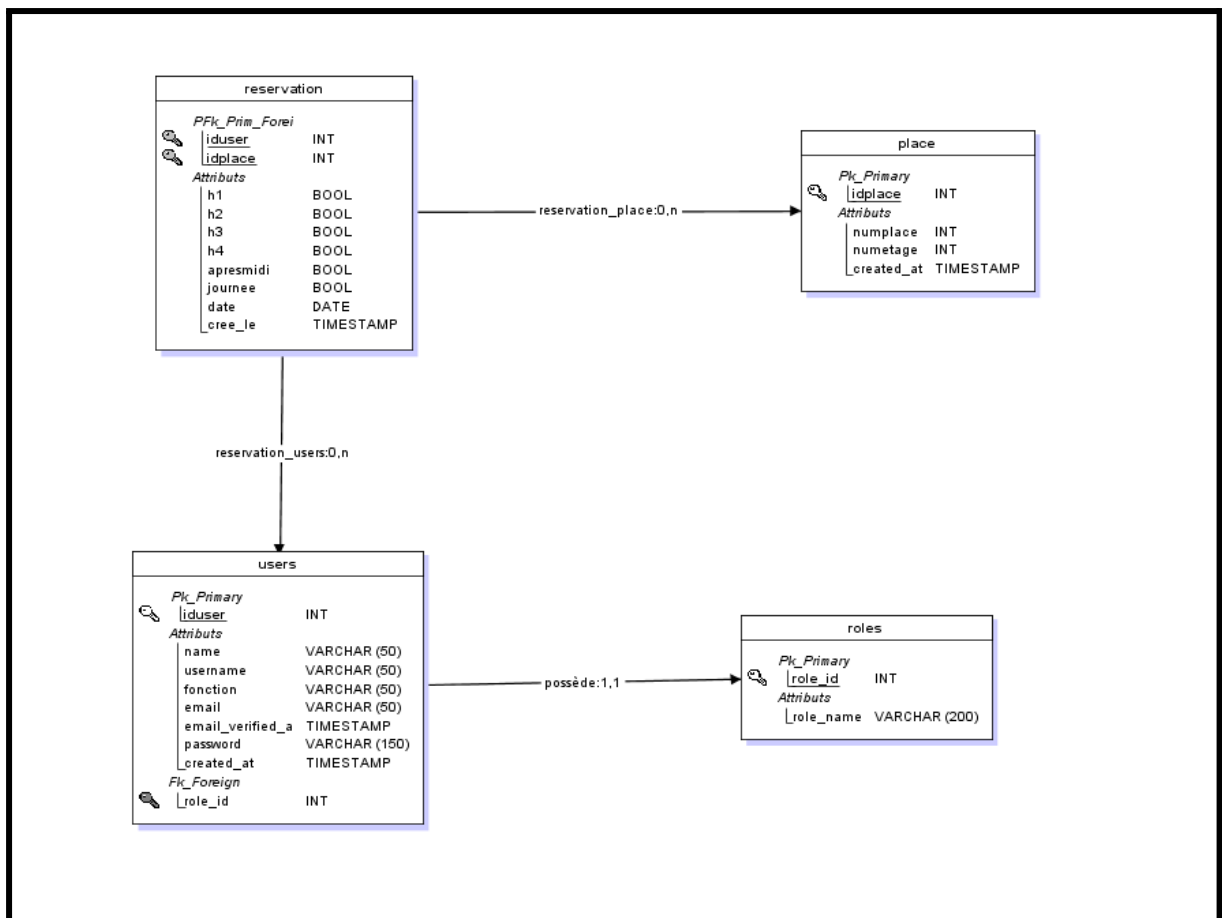 reservation
PFk_Prim_Forei
iduser INT
idplace INT
Attributs
h1 BOOL
h2 BOOL
h3 BOOL
h4 BOOL
apresmidi BOOL
journee BOOL
date DATE
cree_le TIMESTAMP
reservation_place:0,n
place
Pk_Primary
idplace INT
Attributs
numplace INT
numetage INT
created_at TIMESTAMP
reservation_users:0,n
users
Pk_Primary
iduser INT
Attributs
name VARCHAR (50)
username VARCHAR (50)
fonction VARCHAR (50)
email VARCHAR (50)
email_verified_a TIMESTAMP
password VARCHAR (150)
created_at TIMESTAMP
Fk_Foreign
role_id INT
possède:1,1
roles
Pk_Primary
role_id INT
Attributs
role_name VARCHAR (200)